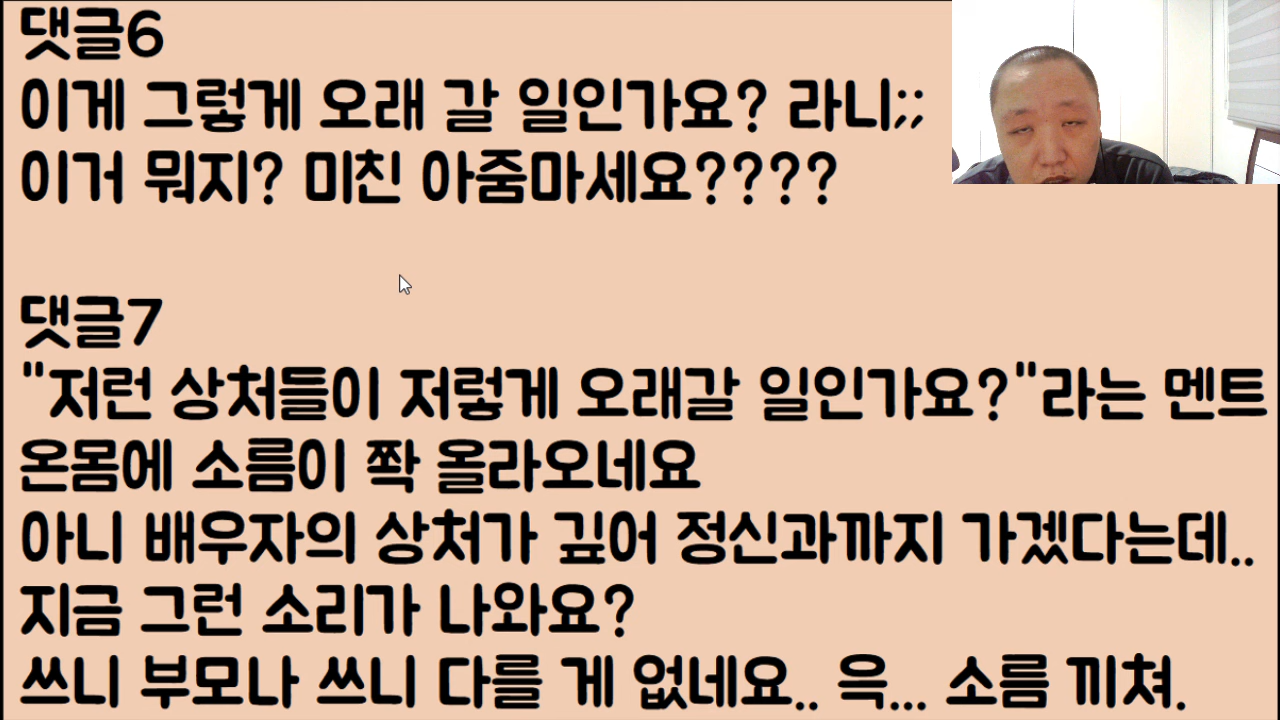 댓글6
이게 그렇게 오래 갈 일인가요? 라니;;
이거 뭐지? 미친 아줌마세요????
댓글7
"저런 상처들이 저렇게 오래갈 일인가요?"라는 멘트
온몸에 소름이 쫙 올라오네요
아니 배우자의 상처가 깊어 정신과까지 가겠다는데..
지금 그런 소리가 나와요?
쓰니 부모나 쓰니 다를 게 없네요.. 윽... 소름 끼쳐.